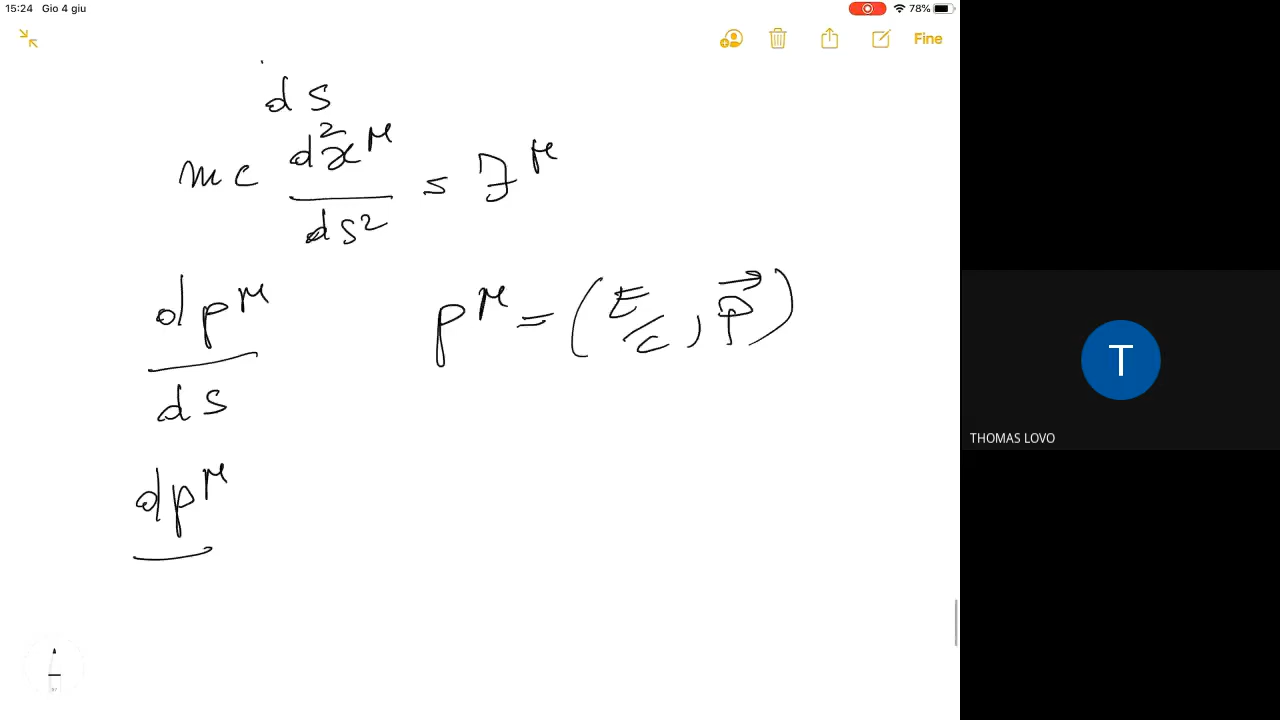 15:24 Gio 4 giu 78%
Fine
ds
mc d²x^μ/ds² = F^μ
dp^μ/ds p^μ = (E/c, p⃗)
dp^μ
T
THOMAS LOVO